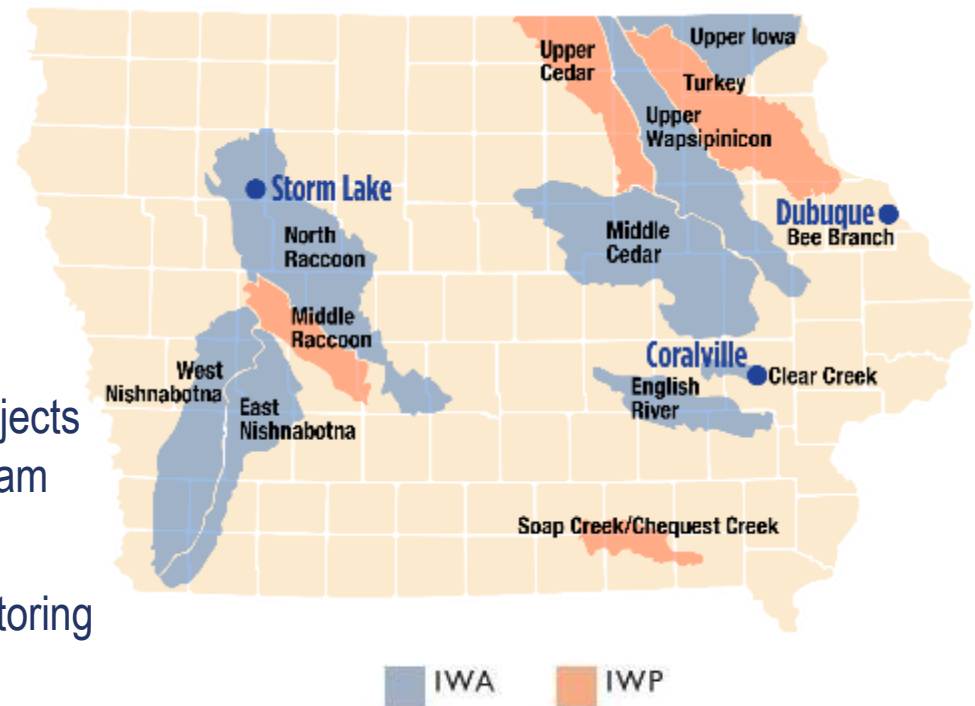 Upper Iowa
Upper
Cedar
Turkey
Upper
Wapsipinicon
Storm Lake
Dubuque
Bee Branch
North
Raccoon
Middle
Cedar
Middle
Raccoon
Coralville
Clear Creek
West
Nishnabotna
English
River
East
Nishnabotna
jects
am
Soap Creek/Chequest Creek
toring
IWA
IWP